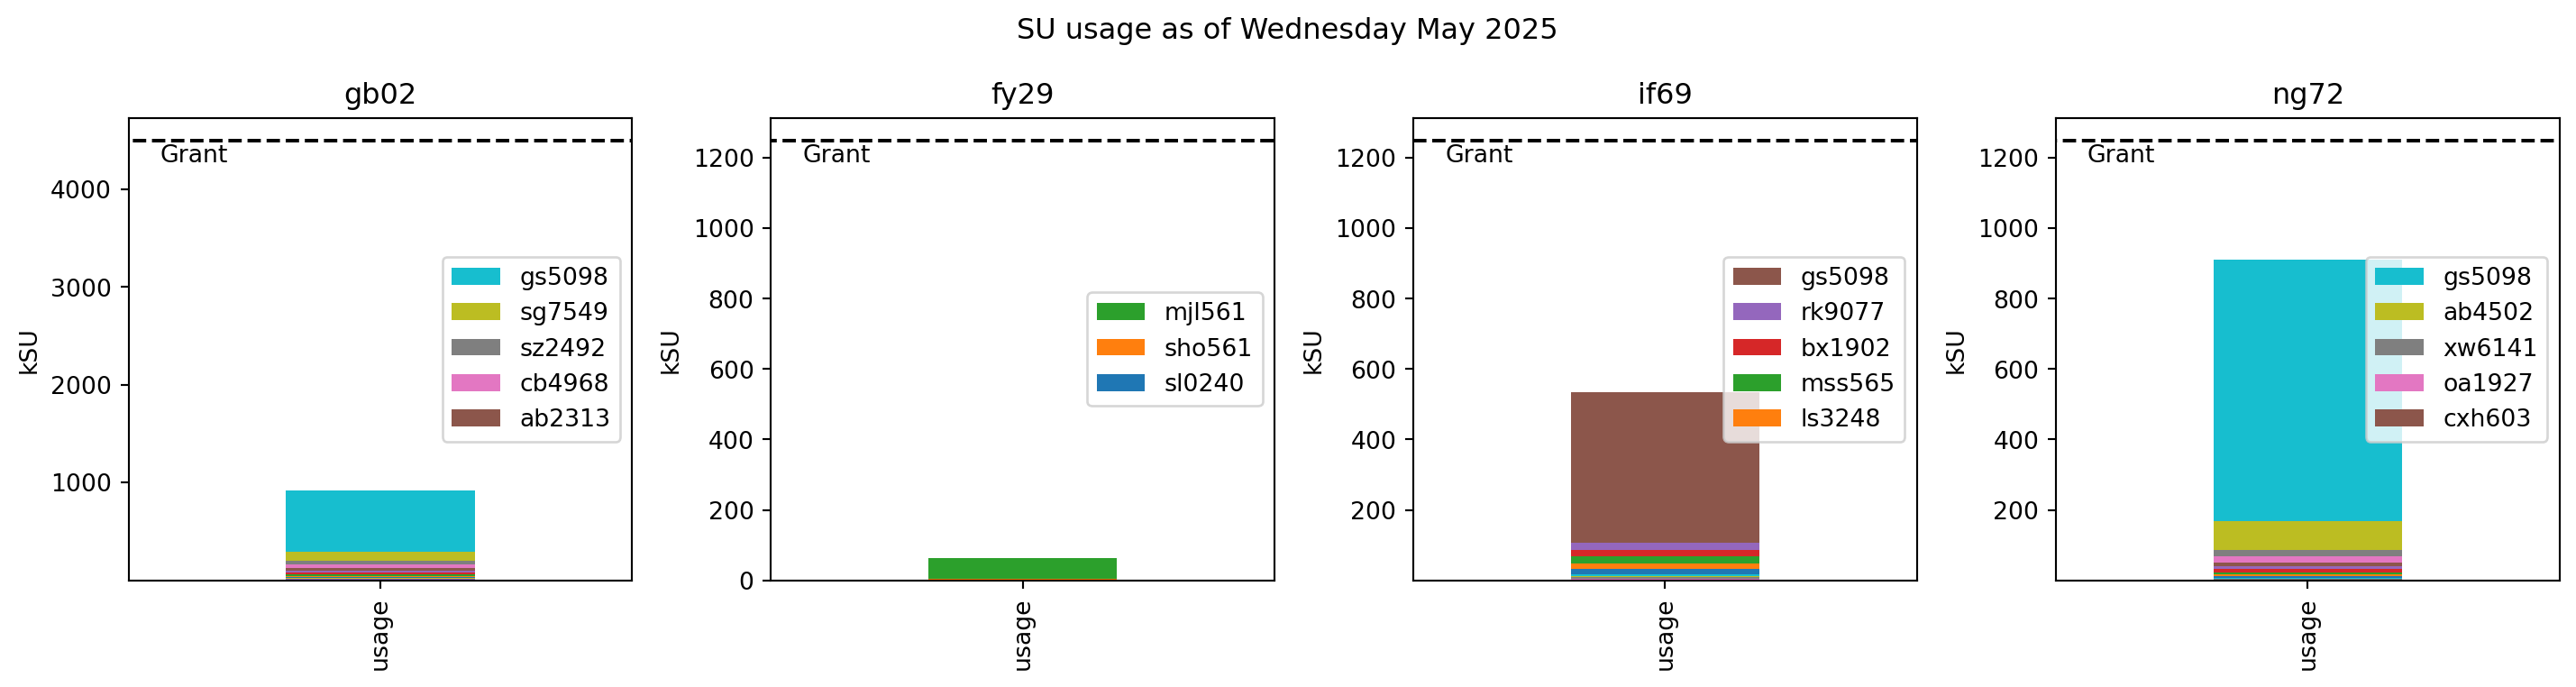 SU usage as of Wednesday May 2025
gb02
Grant
4000
3000
2000
1000
kSU
usage
gs5098
sg7549
sz2492
cb4968
ab2313
fy29
Grant
1200
1000
800
600
400
200
0
kSU
usage
mjl561
sho561
sl0240
if69
Grant
1200
1000
800
600
400
200
kSU
usage
gs5098
rk9077
bx1902
mss565
ls3248
ng72
Grant
1200
1000
800
600
400
200
kSU
usage
gs5098
ab4502
xw6141
oa1927
cxh603